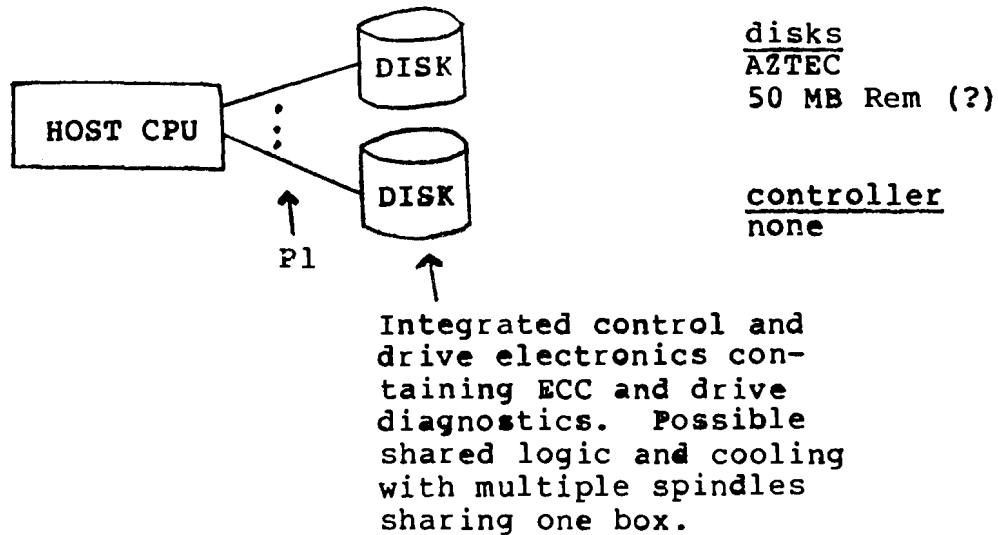 disks
AZTEC
DISK
50 MB Rem (?)
HOST CPU
DISK
controller
none
P1
Integrated control and
drive electronics con-
taining ECC and drive
diagnostics. Possible
shared logic and cooling
with multiple spindles
sharing one box.